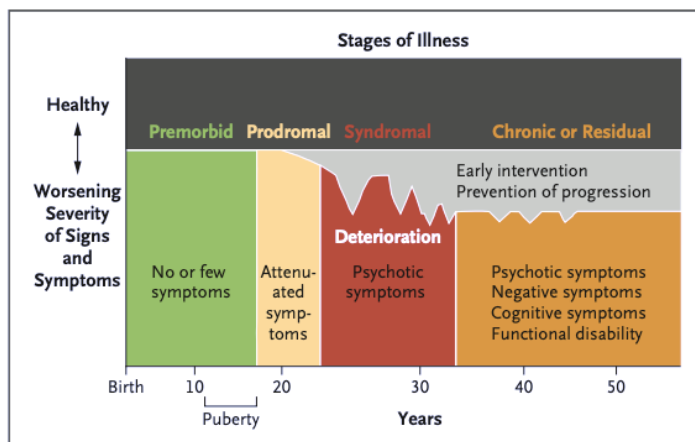 Stages of Illness
Healthy
Premorbid
Prodromal
Syndromal
Chronic or Residual
Worsening
Severity
of Signs
and
Symptoms
Early intervention
Prevention of progression
Deterioration
No or few
symptoms
Attenu-
ated
symp-
toms
Psychotic
symptoms
Psychotic symptoms
Negative symptoms
Cognitive symptoms
Functional disability
Birth 10 20 30 40 50
Puberty
Years